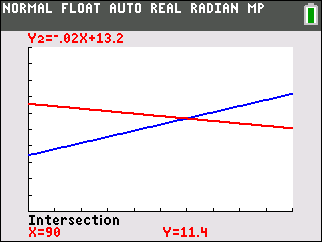 NORMAL FLOAT AUTO REAL RADIAN MP
Y2=-.02X+13.2
Intersection
X=90 Y=11.4